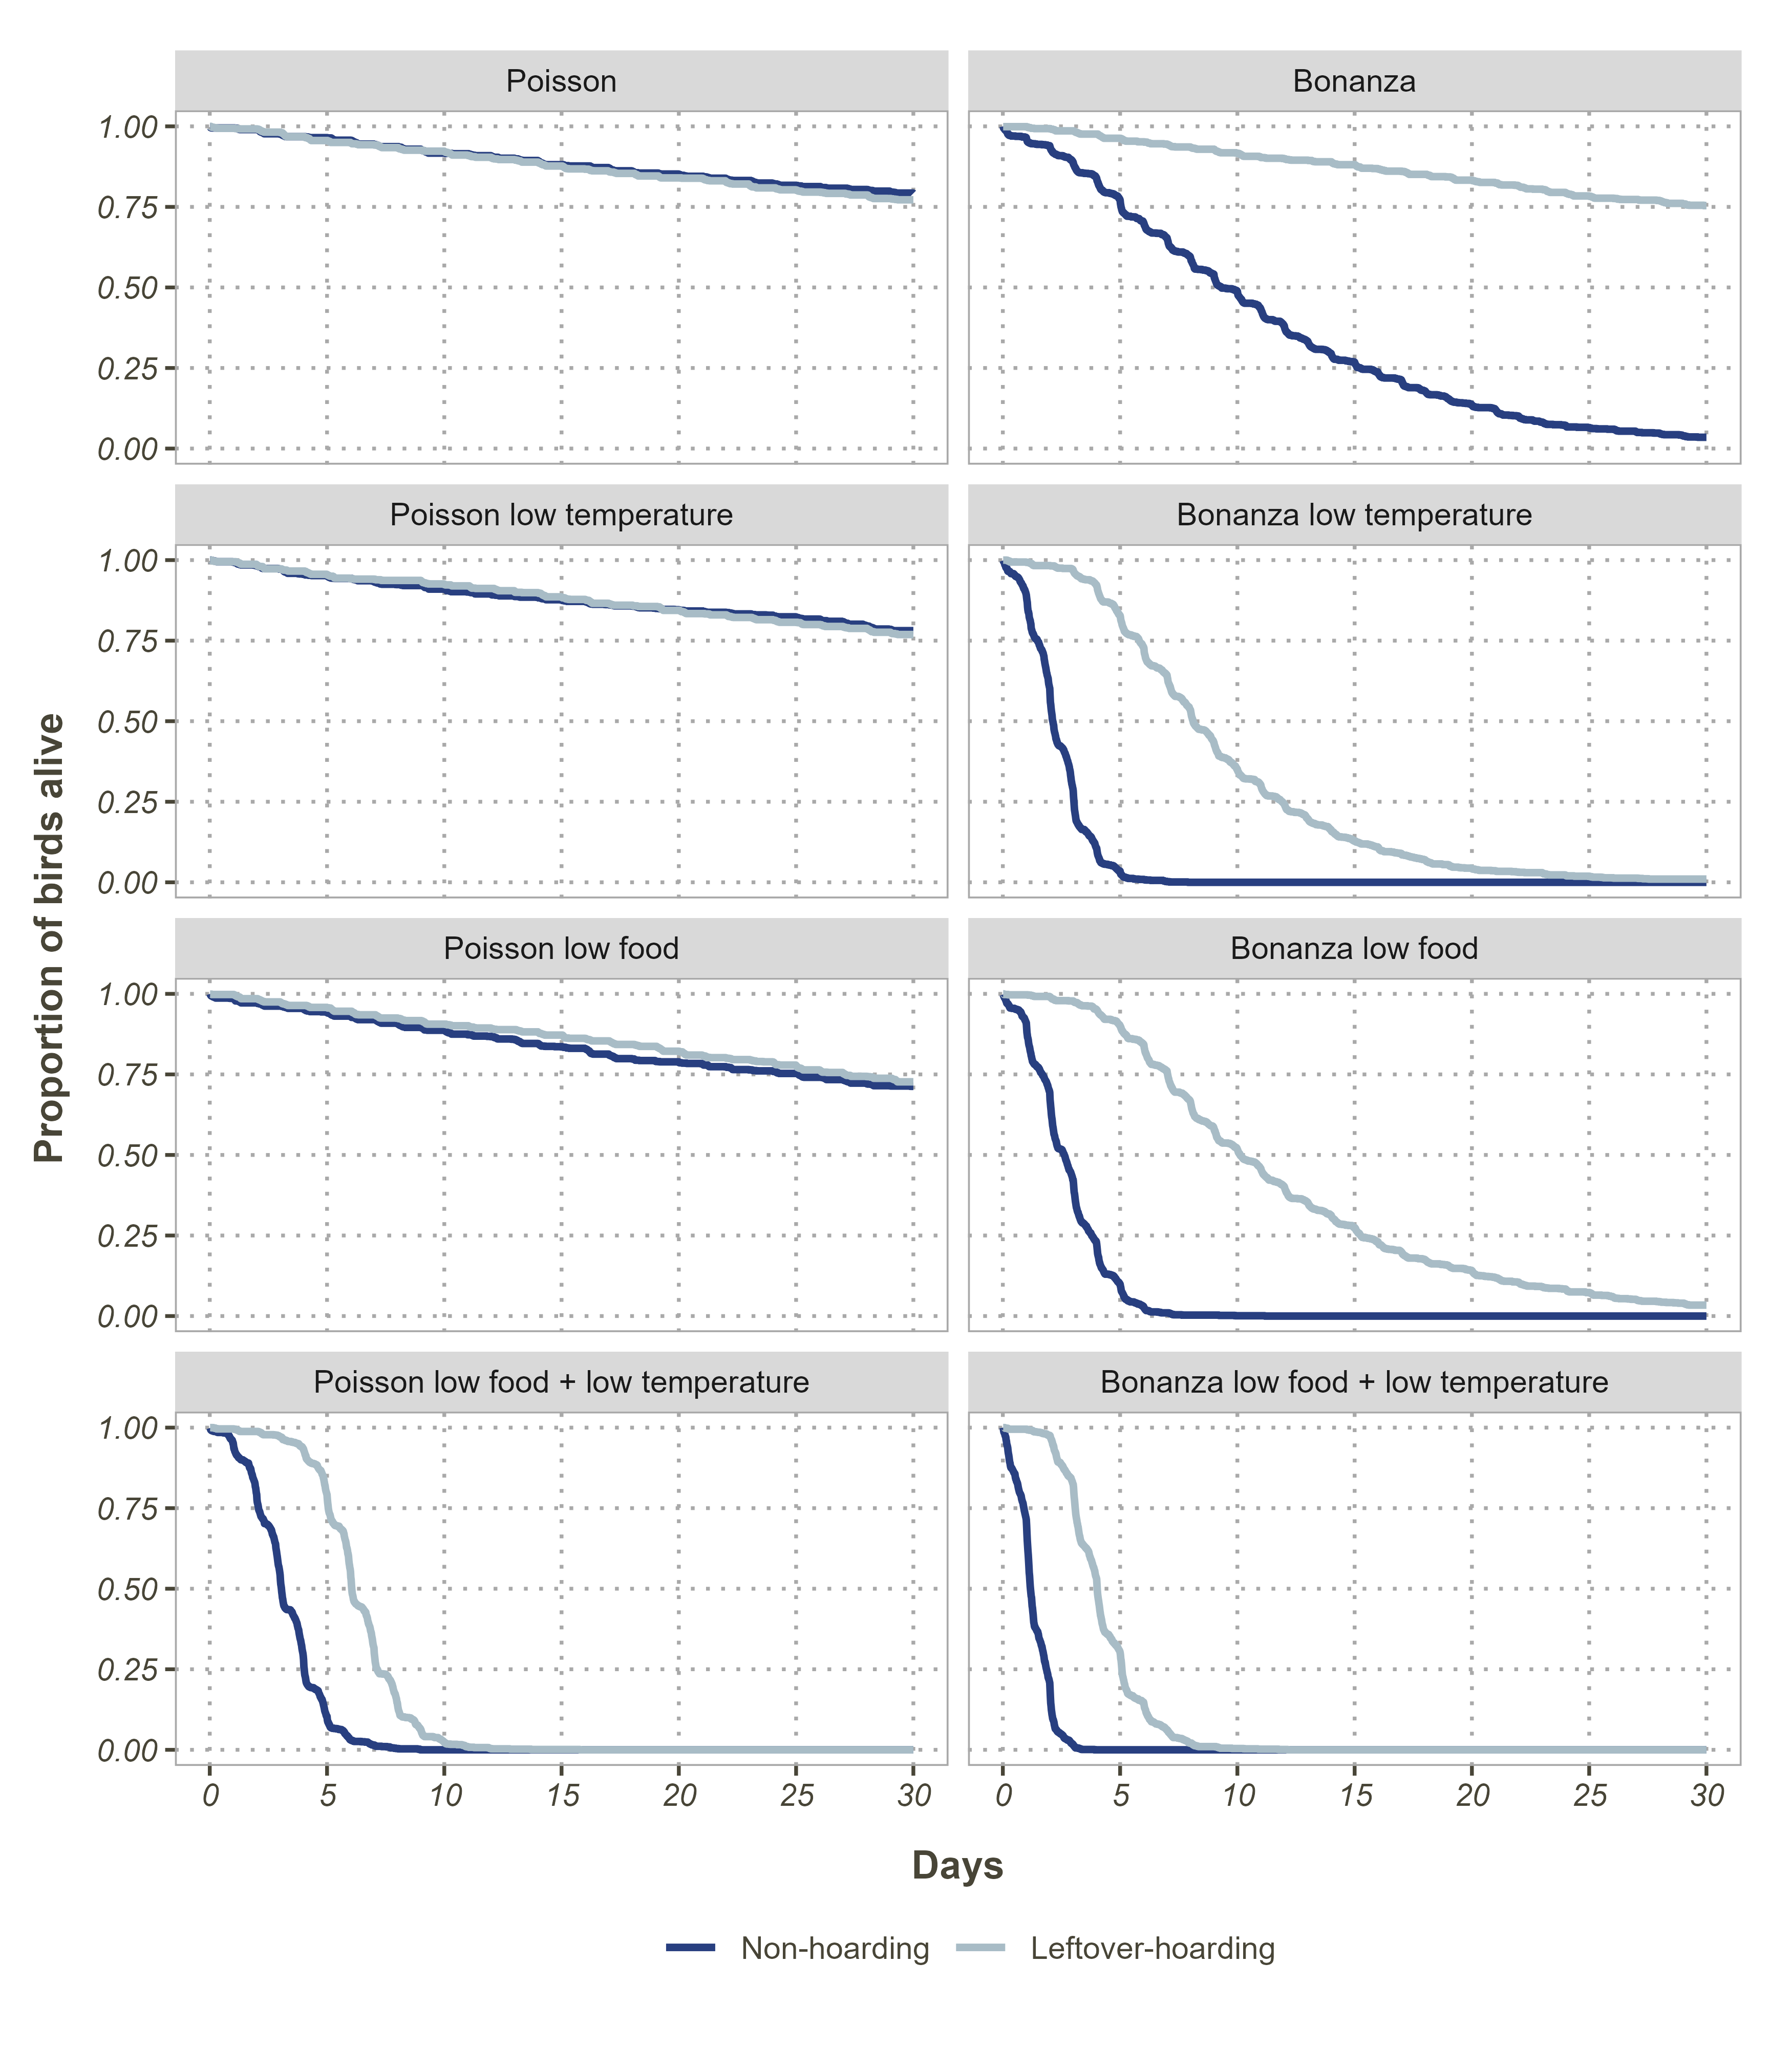 Poisson
Bonanza
1.00
0.75
0.50
0.25
0.00
Poisson low temperature
Bonanza low temperature
1.00
0.75
0.50
0.25
0.00
Poisson low food
Bonanza low food
1.00
0.75
0.50
0.25
0.00
Poisson low food + low temperature
Bonanza low food + low temperature
1.00
0.75
0.50
0.25
0.00
0 5 10 15 20 25 30
0 5 10 15 20 25 30
Proportion of birds alive
Days
Non-hoarding
Leftover-hoarding